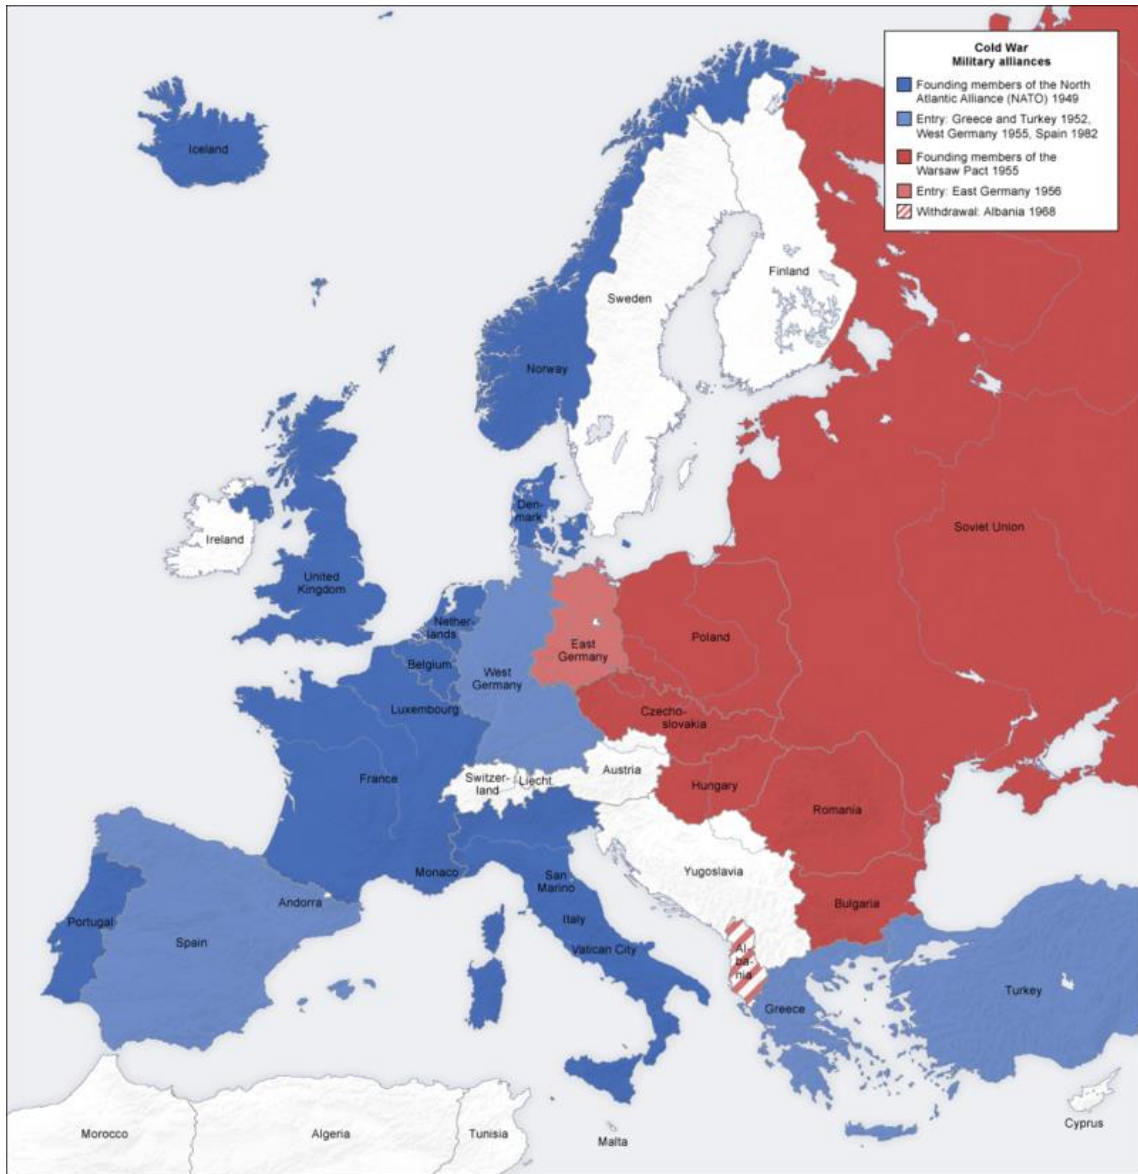 Cold War
Military alliances
Founding members of the North
Atlantic Alliance (NATO) 1949
Entry: Greece and Turkey 1952,
West Germany 1955, Spain 1982
Founding members of the
Warsaw Pact 1955
Entry: East Germany 1956
Withdrawal: Albania 1968
Iceland
Finland
Sweden
Norway
Den-
mark
Soviet Union
Ireland
United
Kingdom
Nether-
lands
Poland
East
Germany
Belgium
West
Germany
Luxembourg
Czecho-
slovakia
France
Switzer-
land
Liecht.
Austria
Hungary
Romania
Monaco
San
Marino
Yugoslavia
Andorra
Bulgaria
Portugal
Italy
Spain
Vatican City
Al-
ba-
nia
Turkey
Greece
Cyprus
Morocco
Algeria
Tunisia
Malta